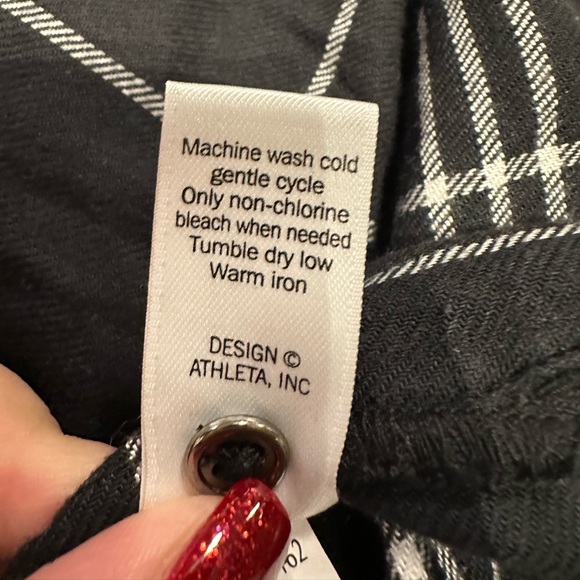 Machine wash cold
gentle cycle
Only non-chlorine
bleach when needed
Tumble dry low
Warm iron
DESIGN ©
ATHLETA, INC